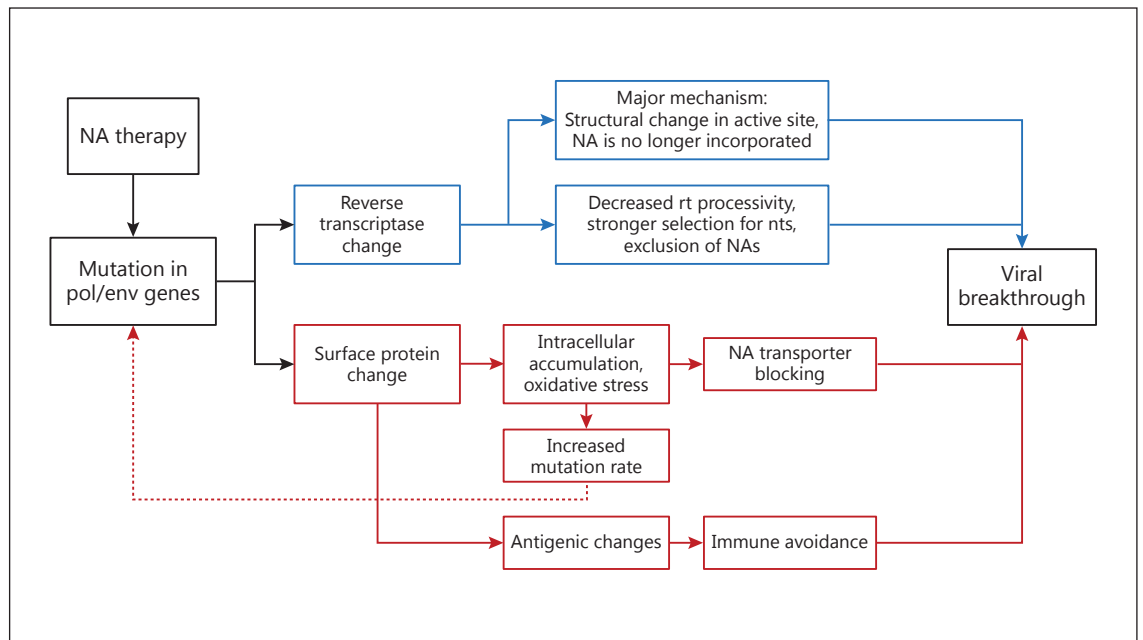 NA therapy
Mutation in
pol/env genes
Reverse
transcriptase
change
Major mechanism:
Structural change in active site,
NA is no longer incorporated
Decreased rt processivity,
stronger selection for nts,
exclusion of NAs
Viral
breakthrough
Surface protein
change
Intracellular
accumulation,
oxidative stress
NA transporter
blocking
Increased
mutation rate
Antigenic changes
Immune avoidance